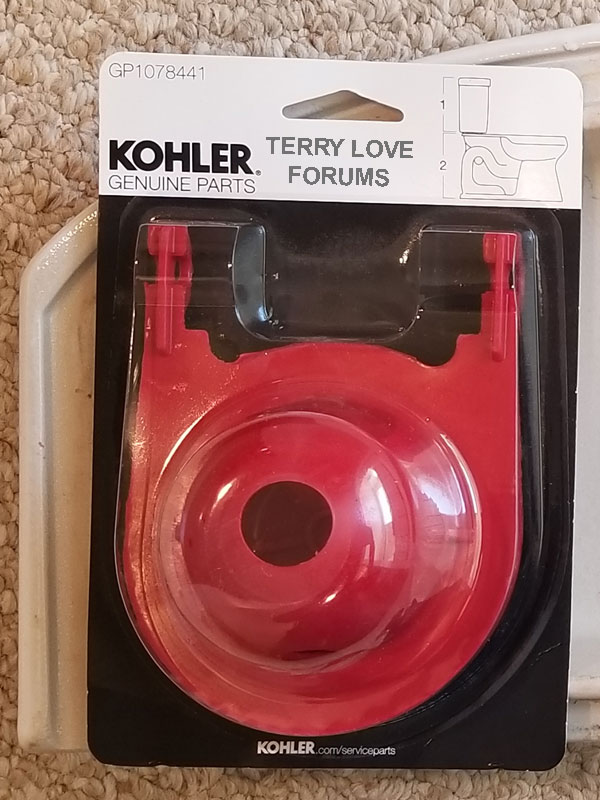 GP1078441
KOHLER®
GENUINE PARTS
TERRY LOVE
FORUMS
1
2
KOHLER.com/serviceparts